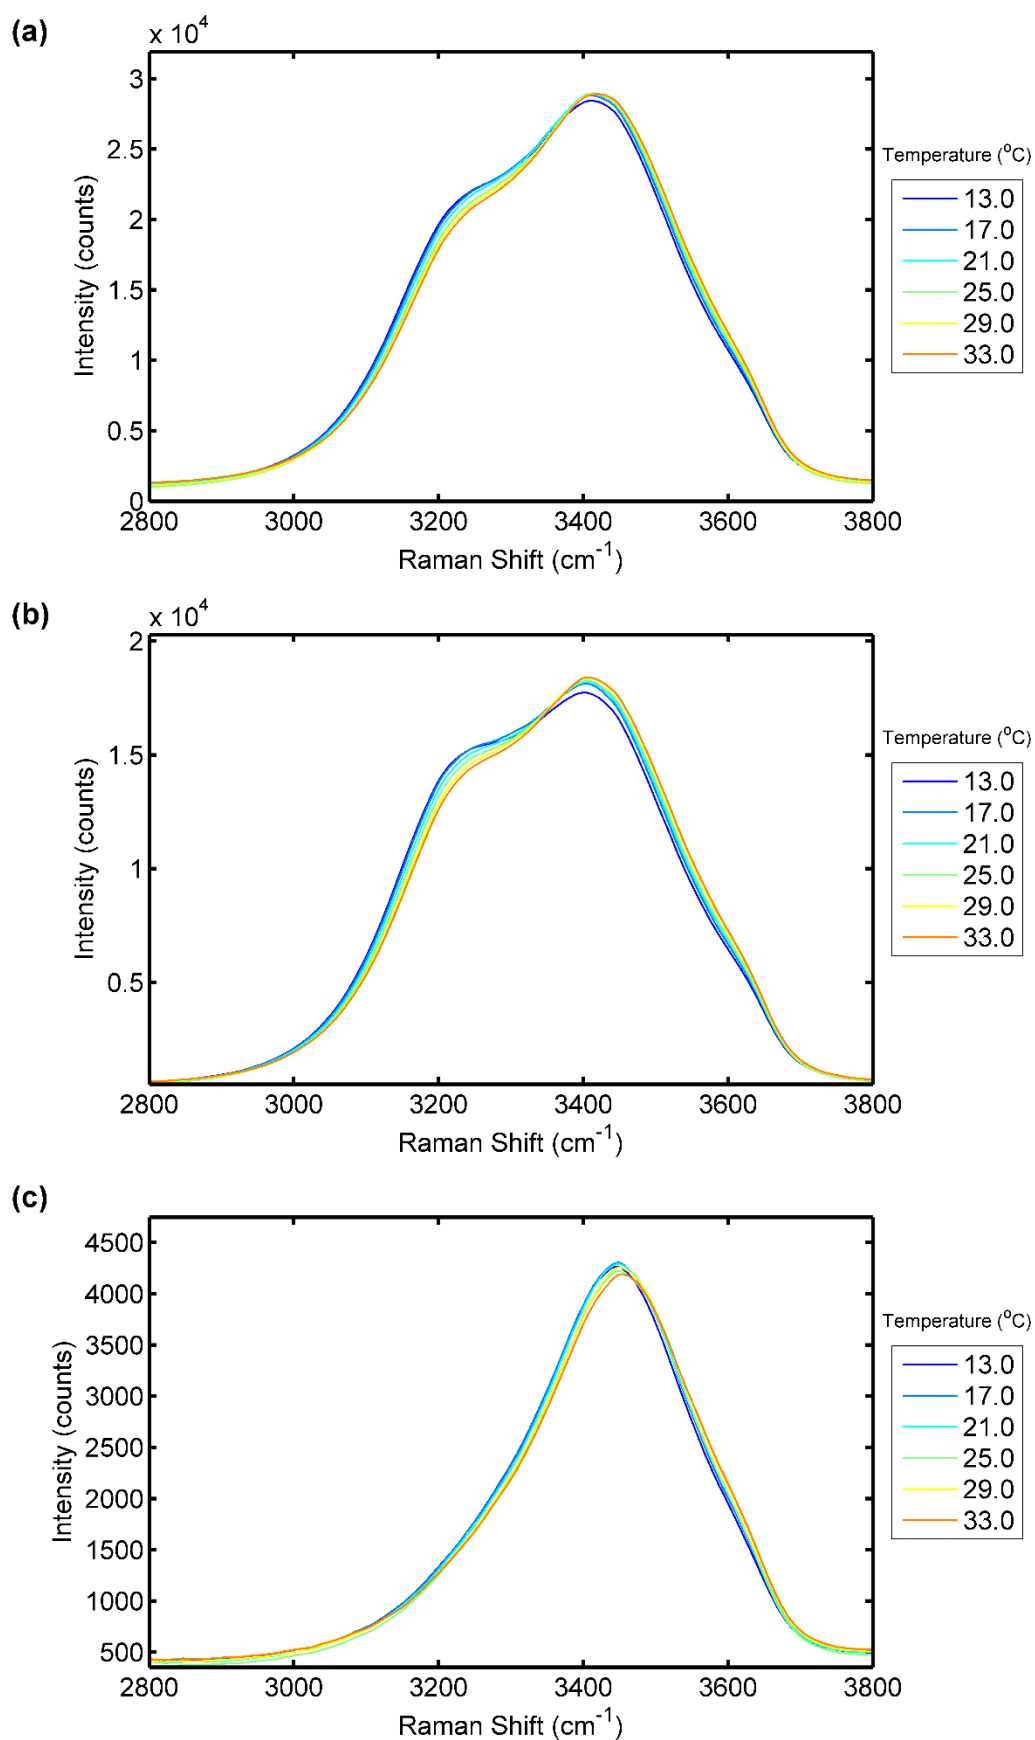 (a)
x 10^4
3
2.5
2
1.5
1
0.5
0
2800 3000 3200 3400 3600 3800
Intensity (counts)
Raman Shift (cm^-1)
Temperature (°C)
13.0
17.0
21.0
25.0
29.0
33.0
(b)
x 10^4
2
1.5
1
0.5
2800 3000 3200 3400 3600 3800
Intensity (counts)
Raman Shift (cm^-1)
Temperature (°C)
13.0
17.0
21.0
25.0
29.0
33.0
(c)
4500
4000
3500
3000
2500
2000
1500
1000
500
2800 3000 3200 3400 3600 3800
Intensity (counts)
Raman Shift (cm^-1)
Temperature (°C)
13.0
17.0
21.0
25.0
29.0
33.0